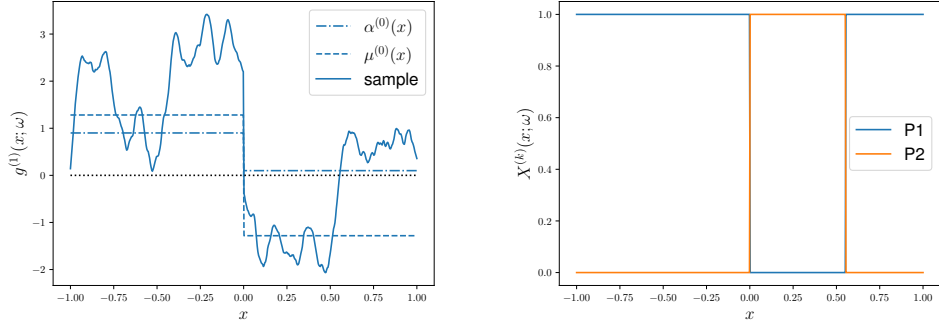 3
2
1
0
−1
−2
g^{(1)}(x; ω)
α^{(0)}(x)
μ^{(0)}(x)
sample
−1.00 −0.75 −0.50 −0.25 0.00 0.25 0.50 0.75 1.00
x
1.0
0.8
0.6
0.4
0.2
0.0
X^{(k)}(x; ω)
P1
P2
−1.00 −0.75 −0.50 −0.25 0.00 0.25 0.50 0.75 1.00
x